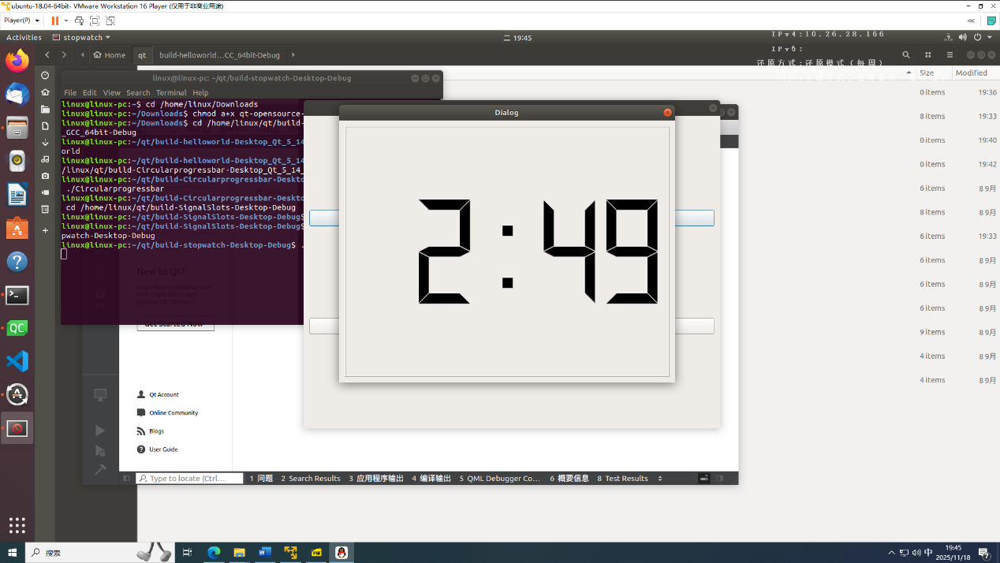 ubuntu-18.04-64bit- VMware Workstation 16 Player (仅用于非商业用途)
Player(P)
Activities
stopwatch
二 19:45
IPv4:10.26.28.166
IPv6:
还原方式:还原模式(每周)
Home
qt
build-helloworld...CC_64bit-Debug
Size
Modified
linux@linux-pc: ~/qt/build-stopwatch-Desktop-Debug
File Edit View Search Terminal Help
linux@linux-pc:~$ cd /home/linux/Downloads
linux@linux-pc:~/Downloads$ chmod a+x qt-opensource-
linux@linux-pc:~/Downloads$ cd /home/linux/qt/build-
_GCC_64bit-Debug
linux@linux-pc:~/qt/build-helloworld-Desktop_Qt_5_14
orld
linux@linux-pc:~/qt/build-helloworld-Desktop_Qt_5_14
/linux/qt/build-Circularprogressbar-Desktop_Qt_5_14_
linux@linux-pc:~/qt/build-Circularprogressbar-Deskto
./Circularprogressbar
linux@linux-pc:~/qt/build-Circularprogressbar-Deskto
cd /home/linux/qt/build-SignalSlots-Desktop-Debug
linux@linux-pc:~/qt/build-SignalSlots-Desktop-Debug$
linux@linux-pc:~/qt/build-SignalSlots-Desktop-Debug$
pwatch-Desktop-Debug
linux@linux-pc:~/qt/build-stopwatch-Desktop-Debug$ .
New to Qt?
Get Started Now
Dialog
2:49
0 items 19:36
8 items 19:33
0 items 19:40
0 items 19:42
6 items 8 9月
8 items 8 9月
6 items 19:33
6 items 8 9月
6 items 8 9月
6 items 8 9月
9 items 8 9月
4 items 8 9月
4 items 8 9月
Qt Account
Online Community
Blogs
User Guide
Type to locate (Ctrl...
1 问题 2 Search Results 3 应用程序输出 4 编译输出 5 QML Debugger Co... 6 概要信息 8 Test Results
搜索
中
19:45
2025/11/18
7